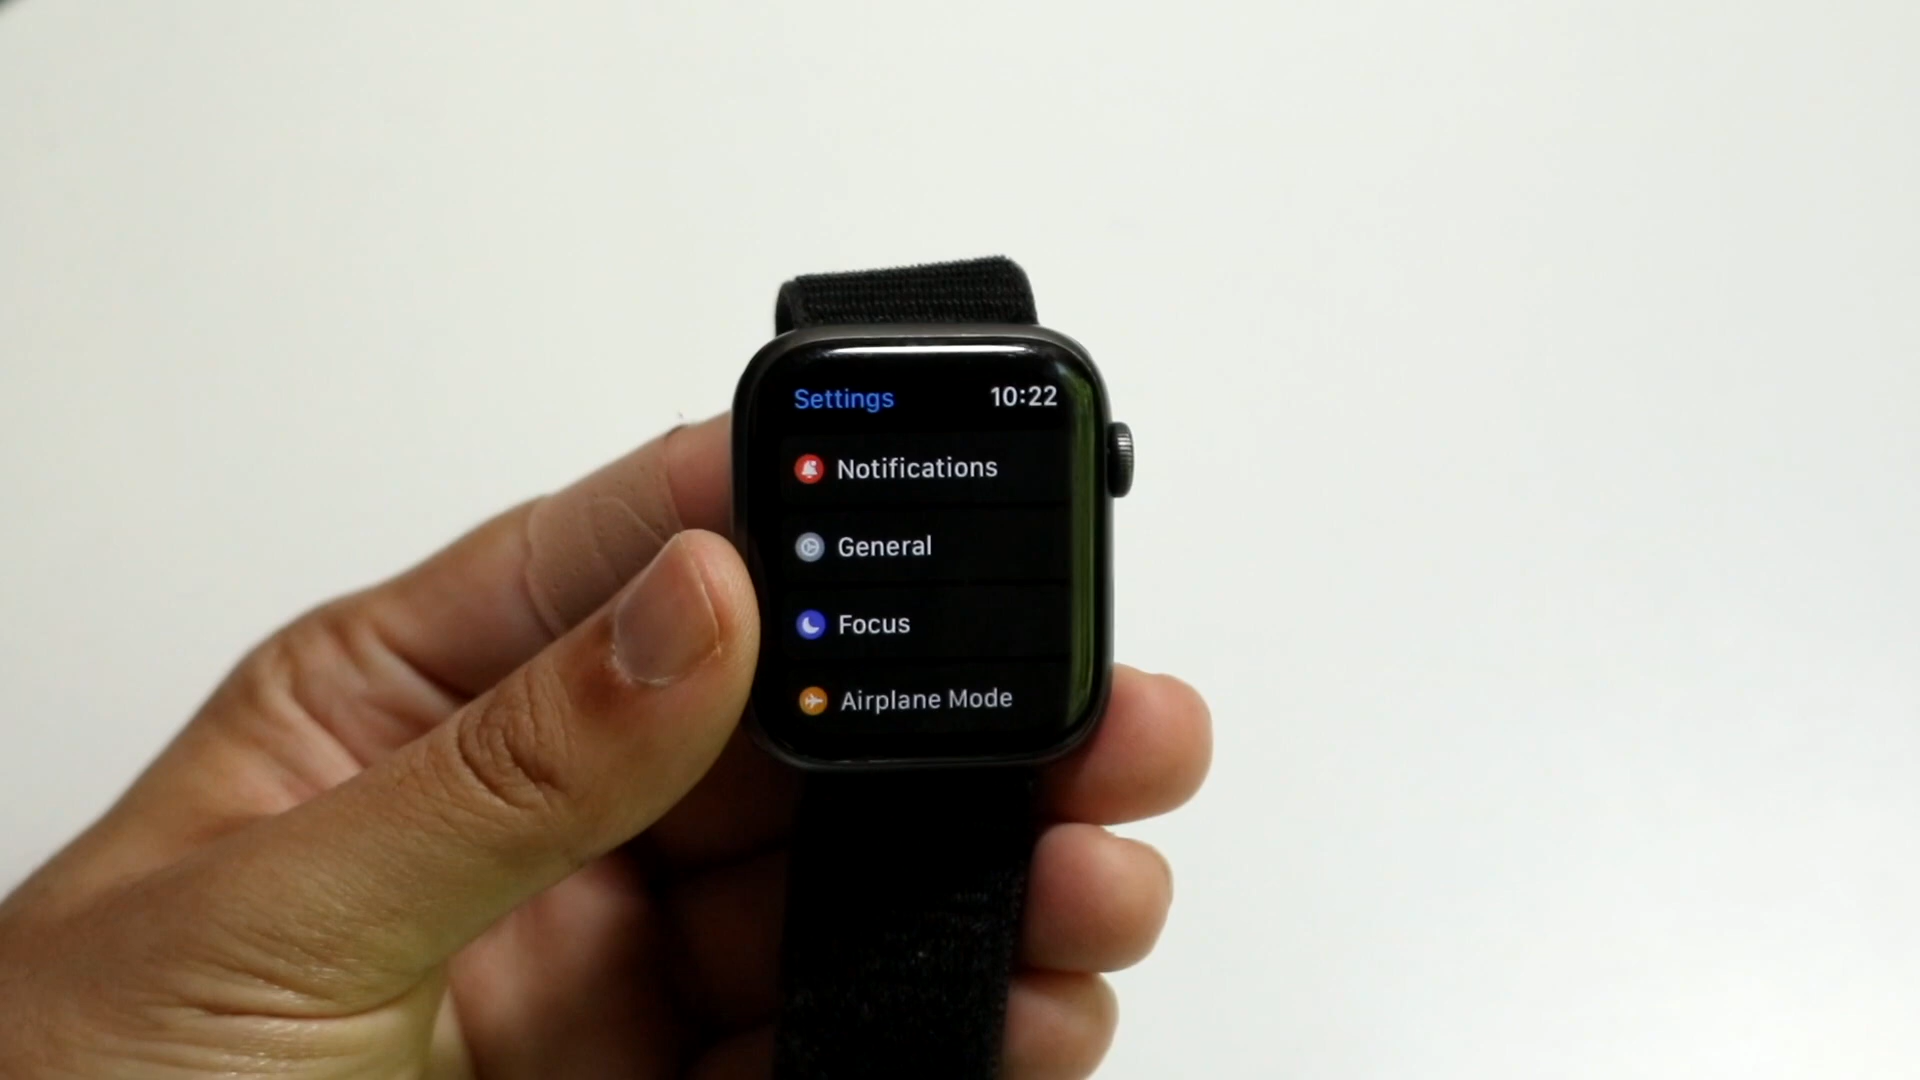 Settings 10:22
Notifications
General
Focus
Airplane Mode